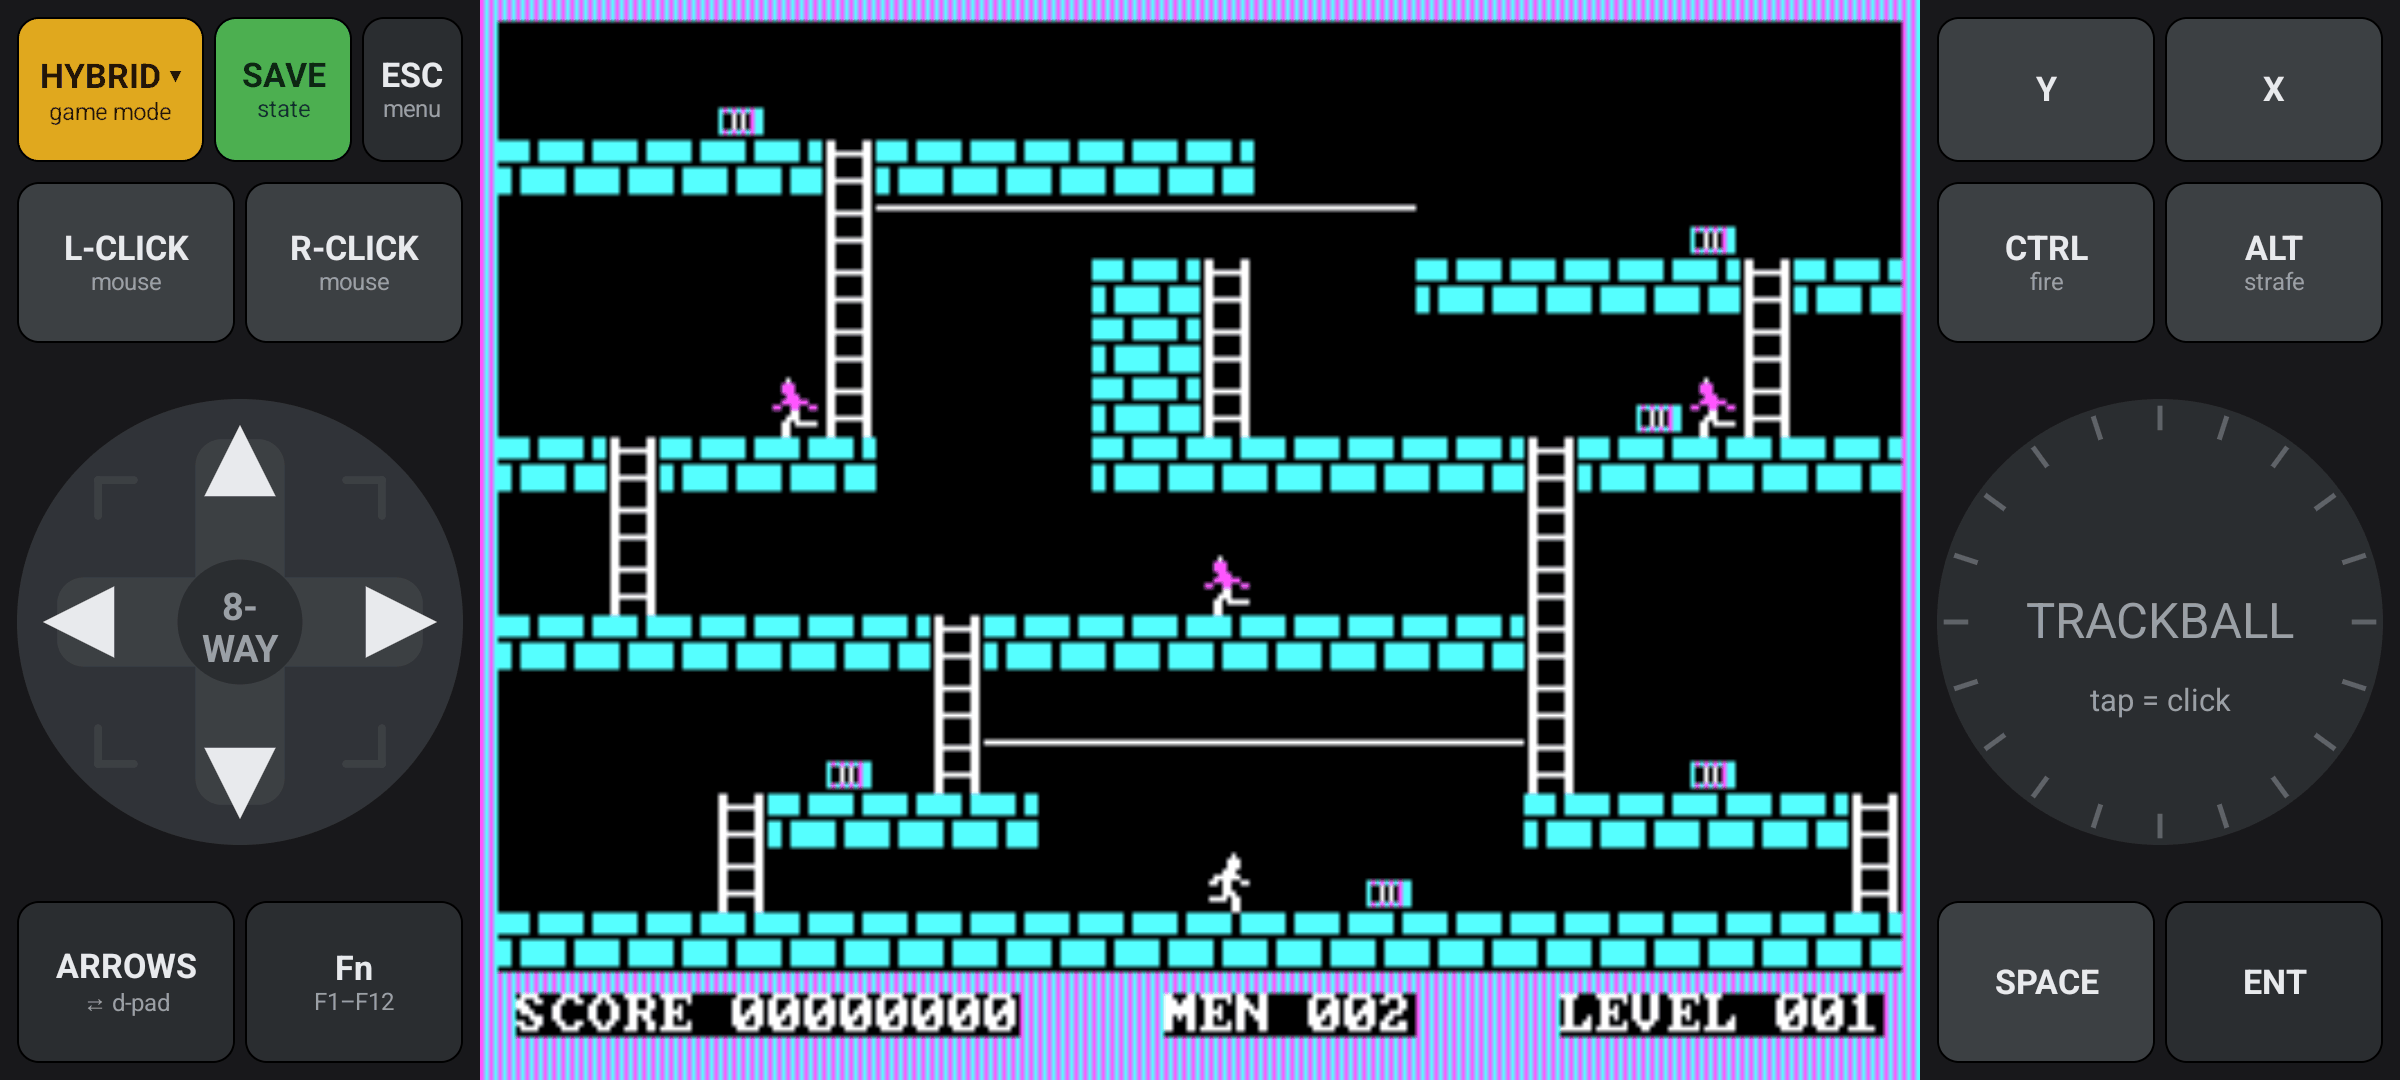 HYBRID ▼
game mode
SAVE
state
ESC
menu
Y
X
L-CLICK
mouse
R-CLICK
mouse
CTRL
fire
ALT
strafe
8-
WAY
TRACKBALL
tap = click
ARROWS
⇄ d-pad
Fn
F1–F12
SPACE
ENT
SCORE 00000000
MEN 002
LEVEL 001